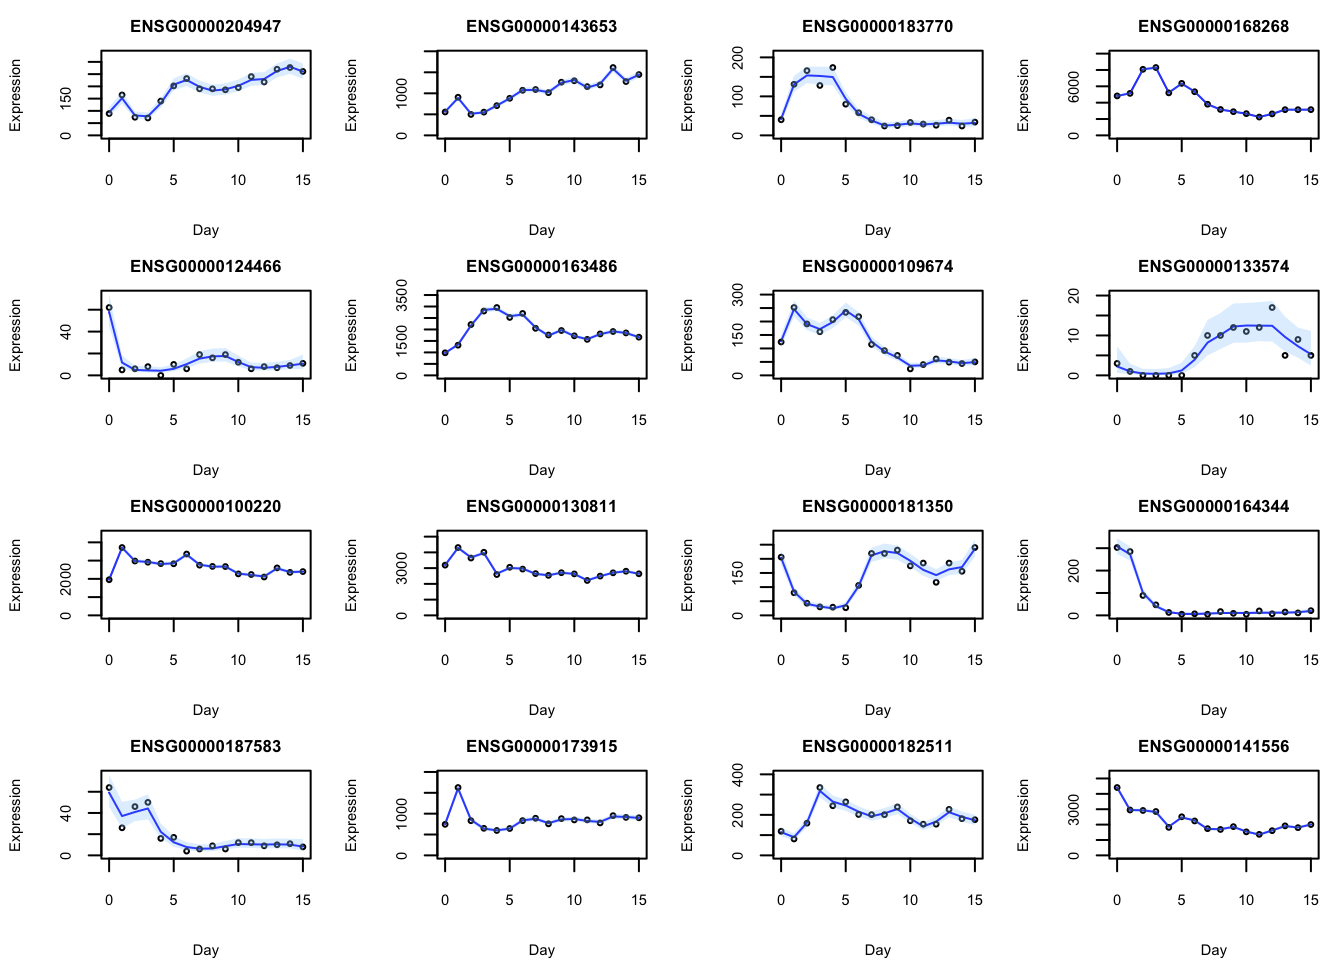 ENSG00000204947 ENSG00000143653 ENSG00000183770 ENSG00000168268
Expression Expression Expression Expression
0 150 0 1000 0 100 200 0 6000
0 5 10 15 0 5 10 15 0 5 10 15 0 5 10 15
Day Day Day Day
ENSG00000124466 ENSG00000163486 ENSG00000109674 ENSG00000133574
Expression Expression Expression Expression
0 40 0 1500 3500 0 150 300 0 10 20
0 5 10 15 0 5 10 15 0 5 10 15 0 5 10 15
Day Day Day Day
ENSG00000100220 ENSG00000130811 ENSG00000181350 ENSG00000164344
Expression Expression Expression Expression
0 2000 0 3000 0 150 0 200
0 5 10 15 0 5 10 15 0 5 10 15 0 5 10 15
Day Day Day Day
ENSG00000187583 ENSG00000173915 ENSG00000182511 ENSG00000141556
Expression Expression Expression Expression
0 40 0 1000 0 200 400 0 3000
0 5 10 15 0 5 10 15 0 5 10 15 0 5 10 15
Day Day Day Day